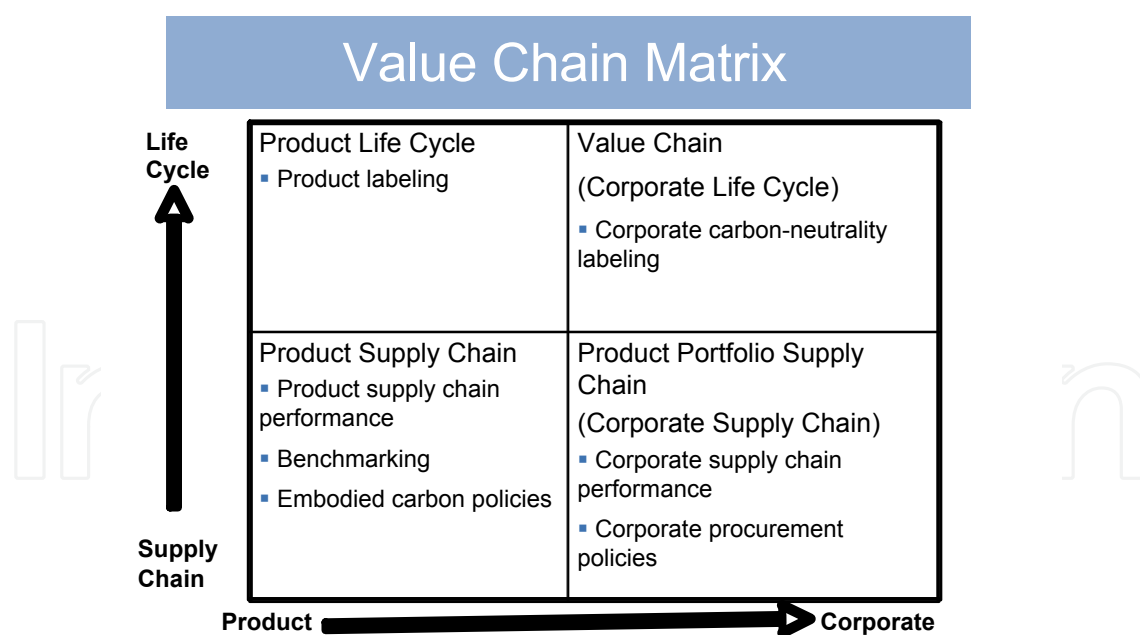 Value Chain Matrix
Life
Cycle
Product Life Cycle
▪ Product labeling
Value Chain
(Corporate Life Cycle)
▪ Corporate carbon-neutrality
labeling
Product Supply Chain
▪ Product supply chain
performance
▪ Benchmarking
▪ Embodied carbon policies
Product Portfolio Supply
Chain
(Corporate Supply Chain)
▪ Corporate supply chain
performance
▪ Corporate procurement
policies
Supply
Chain
Product
Corporate